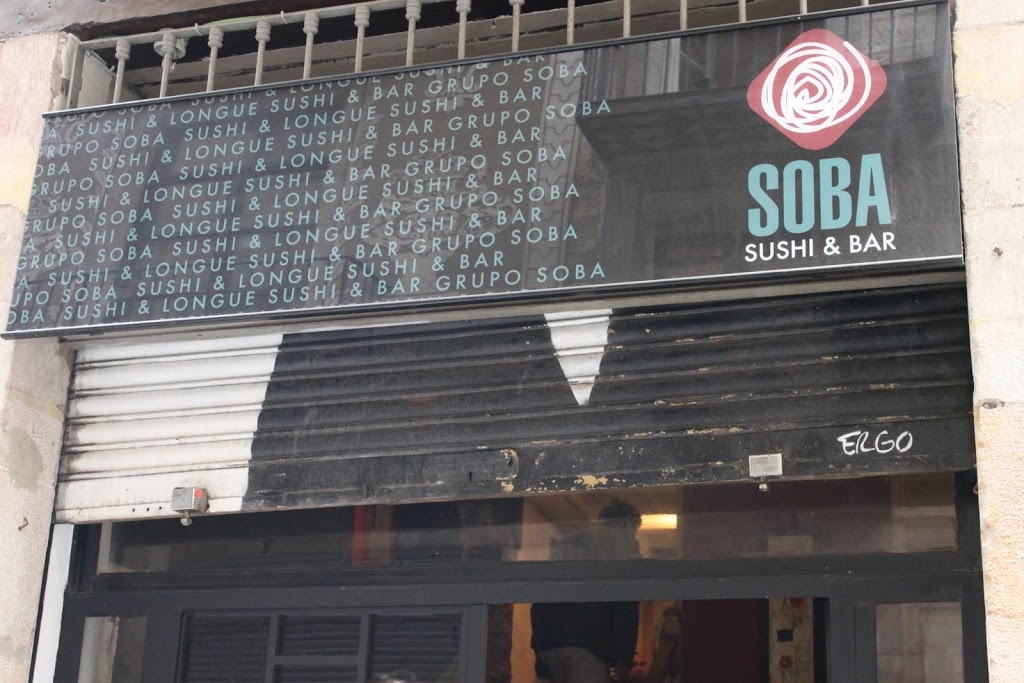 SUSHI & LONGUE SUSHI & BAR
A SUSHI & LONGUE SUSHI & BAR GRUPO SOBA
GRUPO SOBA SUSHI & LONGUE SUSHI & BAR
OBA SUSHI & LONGUE SUSHI & BAR GRUPO SOBA
GRUPO SOBA SUSHI & LONGUE SUSHI & BAR
SUSHI & LONGUE SUSHI & BAR GRUPO SOBA
GRUPO SOBA SUSHI & LONGUE SUSHI & BAR
A SUSHI & LONGUE SUSHI & BAR GRUPO SOBA
GRUPO SOBA SUSHI & LONGUE SUSHI & BAR
A SUSHI & LONGUE SUSHI & BAR GRUPO SOBA
UPO SOBA SUSHI & LONGUE SUSHI & BAR
OBA SUSHI & LONGUE SUSHI & BAR GRUPO SOBA
SOBA
SUSHI & BAR
ERGO